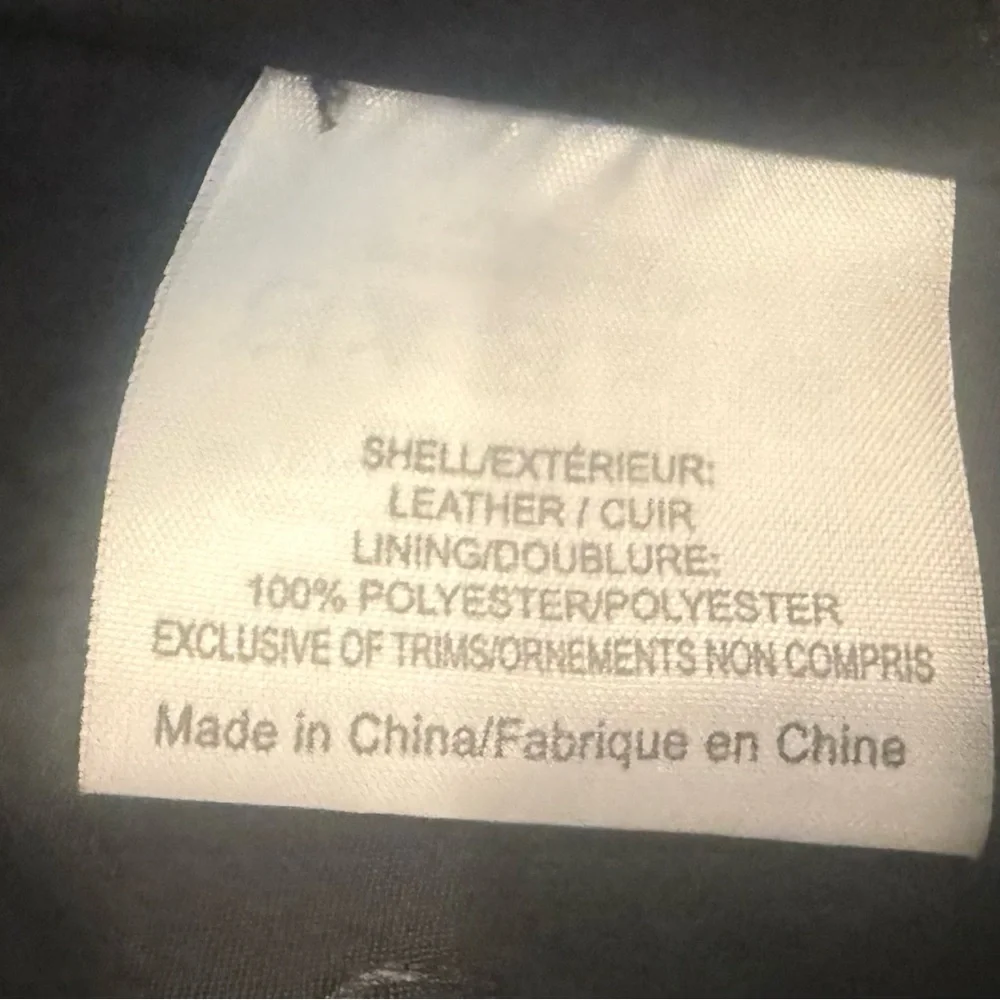 SHELL/EXTÉRIEUR:
LEATHER / CUIR
LINING/DOUBLURE:
100% POLYESTER/POLYESTER
EXCLUSIVE OF TRIMS/ORNEMENTS NON COMPRIS
Made in China/Fabrique en Chine